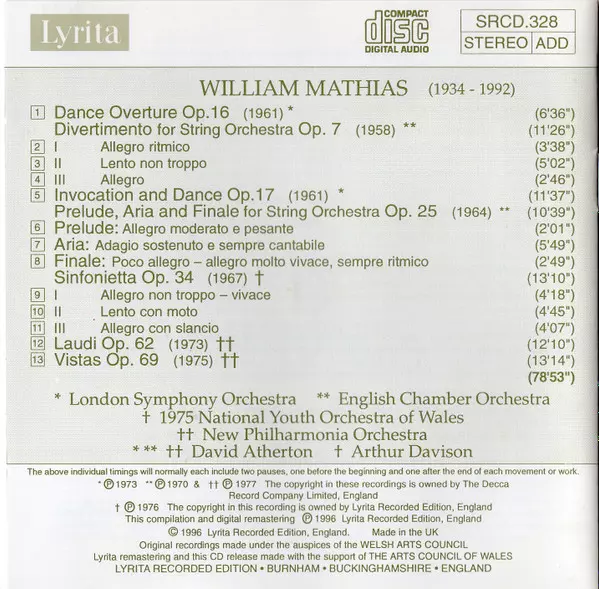 Lyrita
COMPACT
disc
DIGITAL AUDIO
SRCD.328
STEREO ADD
WILLIAM MATHIAS (1934 - 1992)
1 Dance Overture Op.16 (1961) * (6'36")
Divertimento for String Orchestra Op. 7 (1958) ** (11'26")
2 I Allegro ritmico (3'38")
3 II Lento non troppo (5'02")
4 III Allegro (2'46")
5 Invocation and Dance Op.17 (1961) * (11'37")
Prelude, Aria and Finale for String Orchestra Op. 25 (1964) ** (10'39")
6 Prelude: Allegro moderato e pesante (2'01")
7 Aria: Adagio sostenuto e sempre cantabile (5'49")
8 Finale: Poco allegro – allegro molto vivace, sempre ritmico (2'49")
Sinfonietta Op. 34 (1967) † (13'10")
9 I Allegro non troppo – vivace (4'18")
10 II Lento con moto (4'45")
11 III Allegro con slancio (4'07")
12 Laudi Op. 62 (1973) †† (12'10")
13 Vistas Op. 69 (1975) †† (13'14")
(78'53")
* London Symphony Orchestra ** English Chamber Orchestra
† 1975 National Youth Orchestra of Wales
†† New Philharmonia Orchestra
* ** †† David Atherton † Arthur Davison
The above individual timings will normally each include two pauses, one before the beginning and one after the end of each movement or work.
* ℗ 1973 ** ℗ 1970 & †† ℗ 1977 The copyright in these recordings is owned by The Decca
Record Company Limited, England
† ℗ 1976 The copyright in this recording is owned by Lyrita Recorded Edition, England
This compilation and digital remastering ℗ 1996 Lyrita Recorded Edition, England
© 1996 Lyrita Recorded Edition, England. Made in the UK
Original recordings made under the auspices of the WELSH ARTS COUNCIL
Lyrita remastering and this CD release made with the support of THE ARTS COUNCIL OF WALES
LYRITA RECORDED EDITION • BURNHAM • BUCKINGHAMSHIRE • ENGLAND